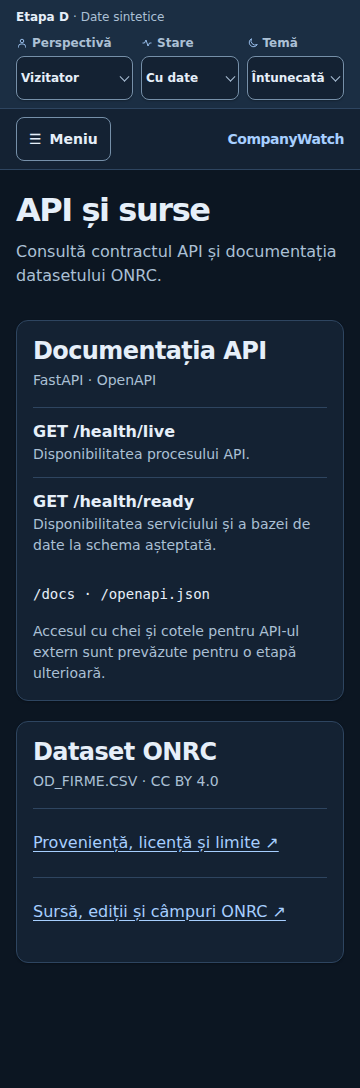 Etapa D · Date sintetice
Perspectivă Stare Temă
Vizitator Cu date Întunecată
☰ Meniu CompanyWatch
API și surse
Consultă contractul API și documentația
datasetului ONRC.
Documentația API
FastAPI · OpenAPI
GET /health/live
Disponibilitatea procesului API.
GET /health/ready
Disponibilitatea serviciului și a bazei de
date la schema așteptată.
/docs · /openapi.json
Accesul cu chei și cotele pentru API-ul
extern sunt prevăzute pentru o etapă
ulterioară.
Dataset ONRC
OD_FIRME.CSV · CC BY 4.0
Proveniență, licență și limite ↗
Sursă, ediții și câmpuri ONRC ↗